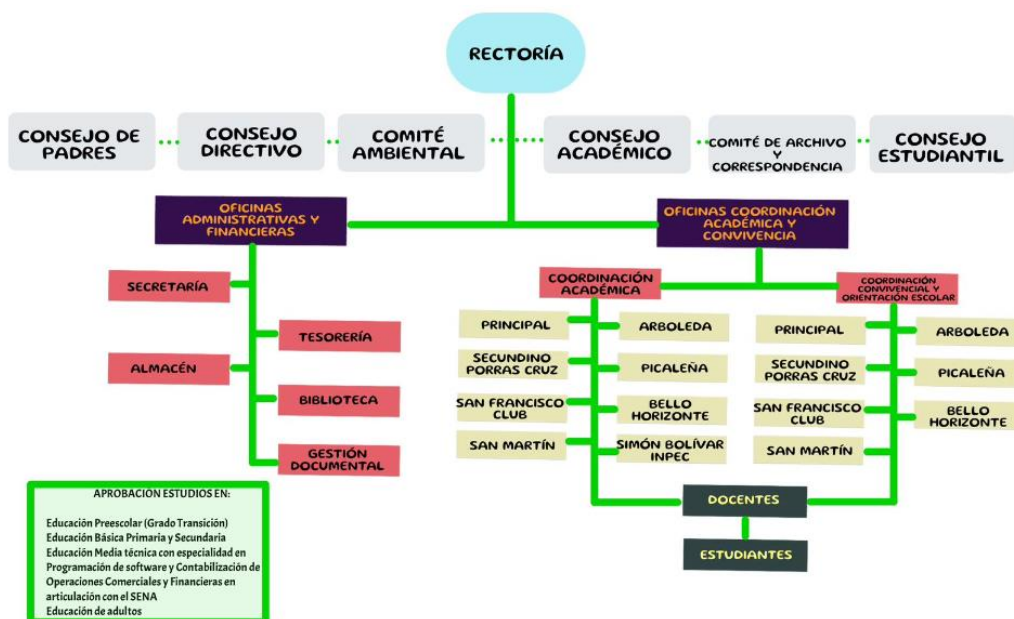 RECTORÍA
CONSEJO DE
PADRES
CONSEJO
DIRECTIVO
COMITÉ
AMBIENTAL
CONSEJO
ACADÉMICO
COMITÉ DE ARCHIVO
Y
CORRESPONDENCIA
CONSEJO
ESTUDIANTIL
OFICINAS
ADMINISTRATIVAS Y
FINANCIERAS
OFICINAS COORDINACIÓN
ACADÉMICA Y
CONVIVENCIA
SECRETARÍA
TESORERÍA
ALMACÉN
BIBLIOTECA
GESTIÓN
DOCUMENTAL
COORDINACIÓN
ACADÉMICA
PRINCIPAL
ARBOLEDA
SECUNDINO
PORRAS CRUZ
PICALEÑA
SAN FRANCISCO
CLUB
BELLO
HORIZONTE
SAN MARTÍN
SIMÓN BOLÍVAR
INPEC
COORDINACIÓN
CONVIVENCIAL Y
ORIENTACIÓN ESCOLAR
PRINCIPAL
ARBOLEDA
SECUNDINO
PORRAS CRUZ
PICALEÑA
SAN FRANCISCO
CLUB
BELLO
HORIZONTE
SAN MARTÍN
DOCENTES
ESTUDIANTES
APROBACIÓN ESTUDIOS EN:
Educación Preescolar (Grado Transición)
Educación Básica Primaria y Secundaria
Educación Media técnica con especialidad en
Programación de software y Contabilización de
Operaciones Comerciales y Financieras en
articulación con el SENA
Educación de adultos